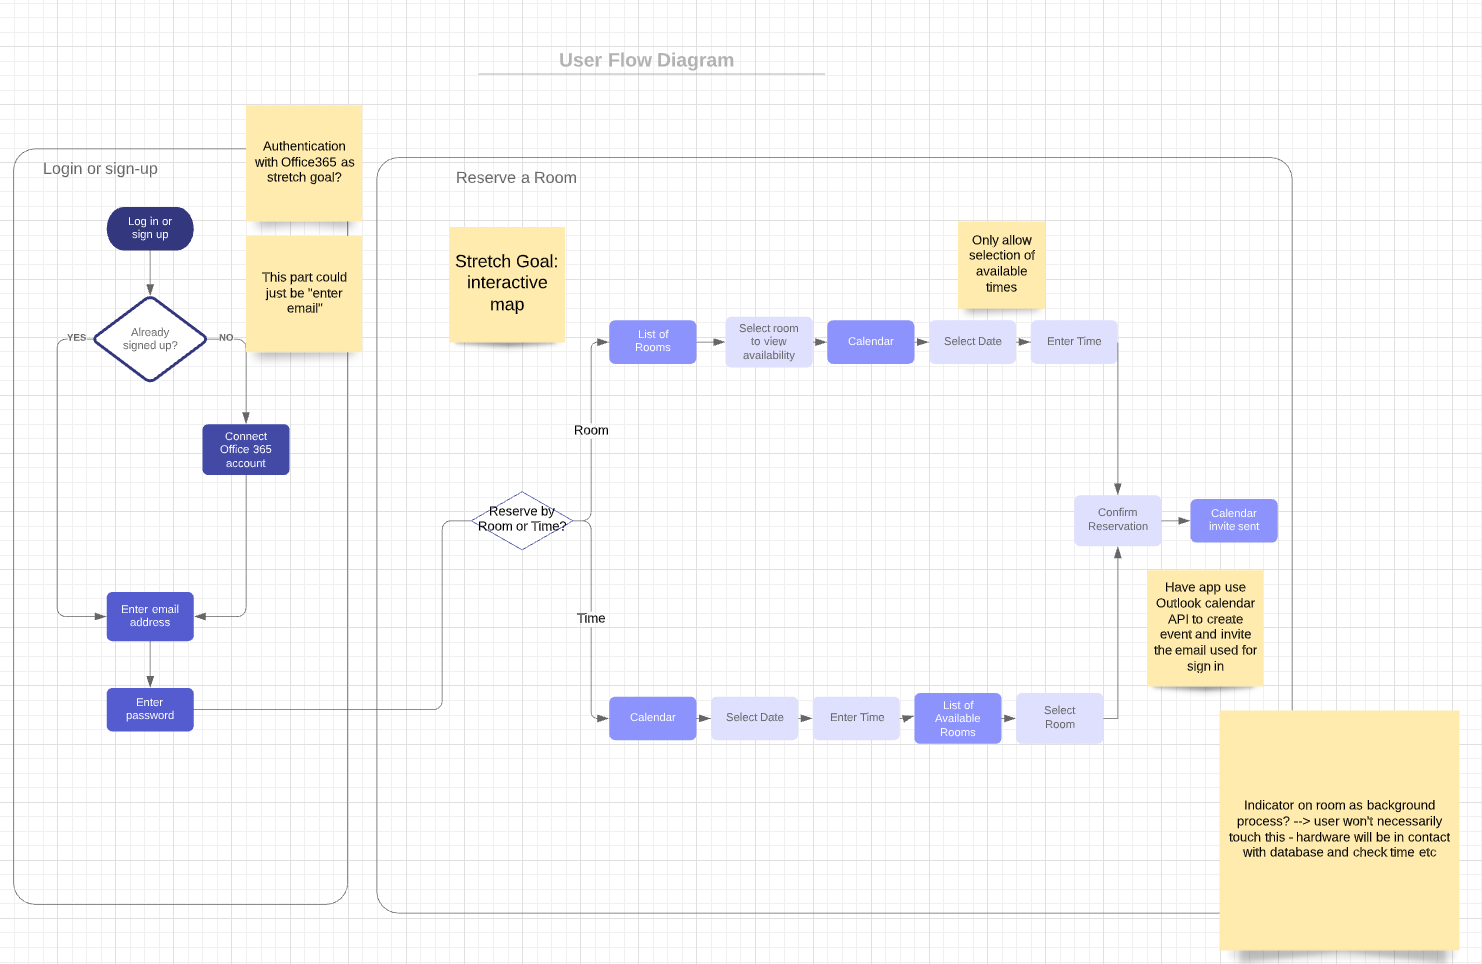 User Flow Diagram
Login or sign-up
Authentication
with Office365 as
stretch goal?
Log in or
sign up
This part could
just be "enter
email"
Already
signed up?
YES
NO
Connect
Office 365
account
Enter email
address
Enter
password
Reserve a Room
Stretch Goal:
interactive
map
Only allow
selection of
available
times
List of
Rooms
Select room
to view
availability
Calendar
Select Date
Enter Time
Room
Reserve by
Room or Time?
Time
Confirm
Reservation
Calendar
invite sent
Have app use
Outlook calendar
API to create
event and invite
the email used for
sign in
Calendar
Select Date
Enter Time
List of
Available
Rooms
Select
Room
Indicator on room as background
process? --> user won't necessarily
touch this - hardware will be in contact
with database and check time etc